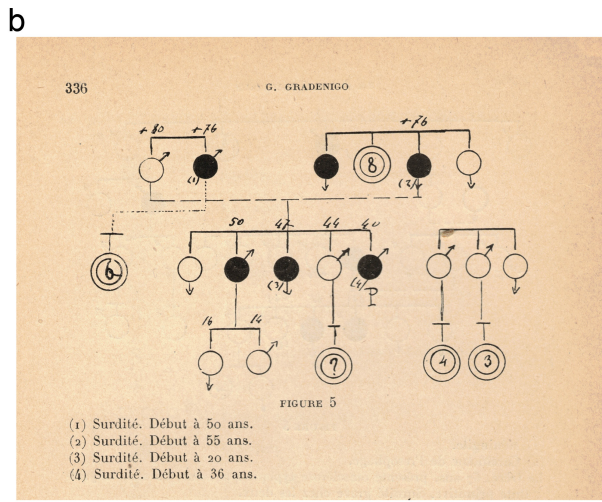 b
336 G. GRADENIGO
+80 +76 +76
8
(1) (2)
50 47 44 40
6
(3) (4)
P
16 14
? 4 3
FIGURE 5
(1) Surdité. Début à 50 ans.
(2) Surdité. Début à 55 ans.
(3) Surdité. Début à 20 ans.
(4) Surdité. Début à 36 ans.